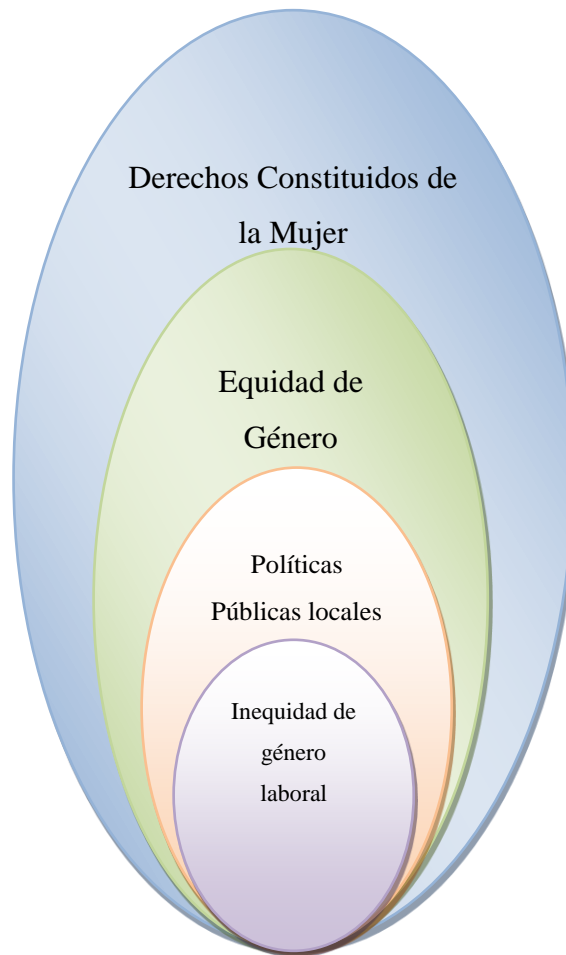 Derechos Constituidos de
la Mujer
Equidad de
Género
Políticas
Públicas locales
Inequidad de
género
laboral